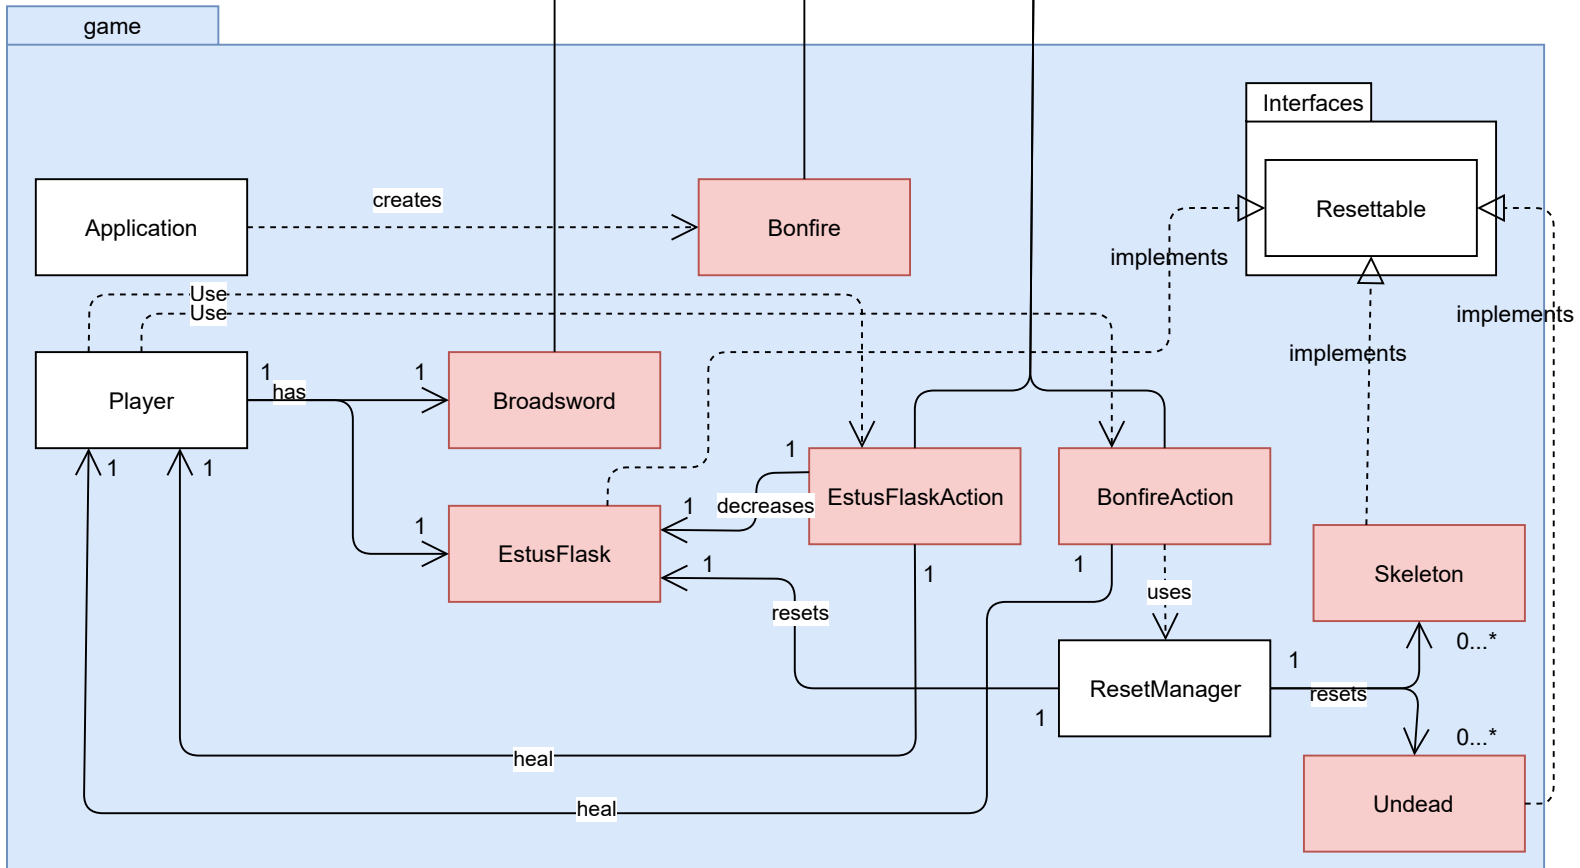 game
Interfaces
Resettable
Application
creates
Bonfire
implements
Use
Use
implements
implements
Player
1
has
1
Broadsword
1
1
1
EstusFlaskAction
BonfireAction
decreases
1
1
EstusFlask
1
1
1
uses
Skeleton
resets
0...*
1
ResetManager
resets
1
0...*
heal
heal
Undead